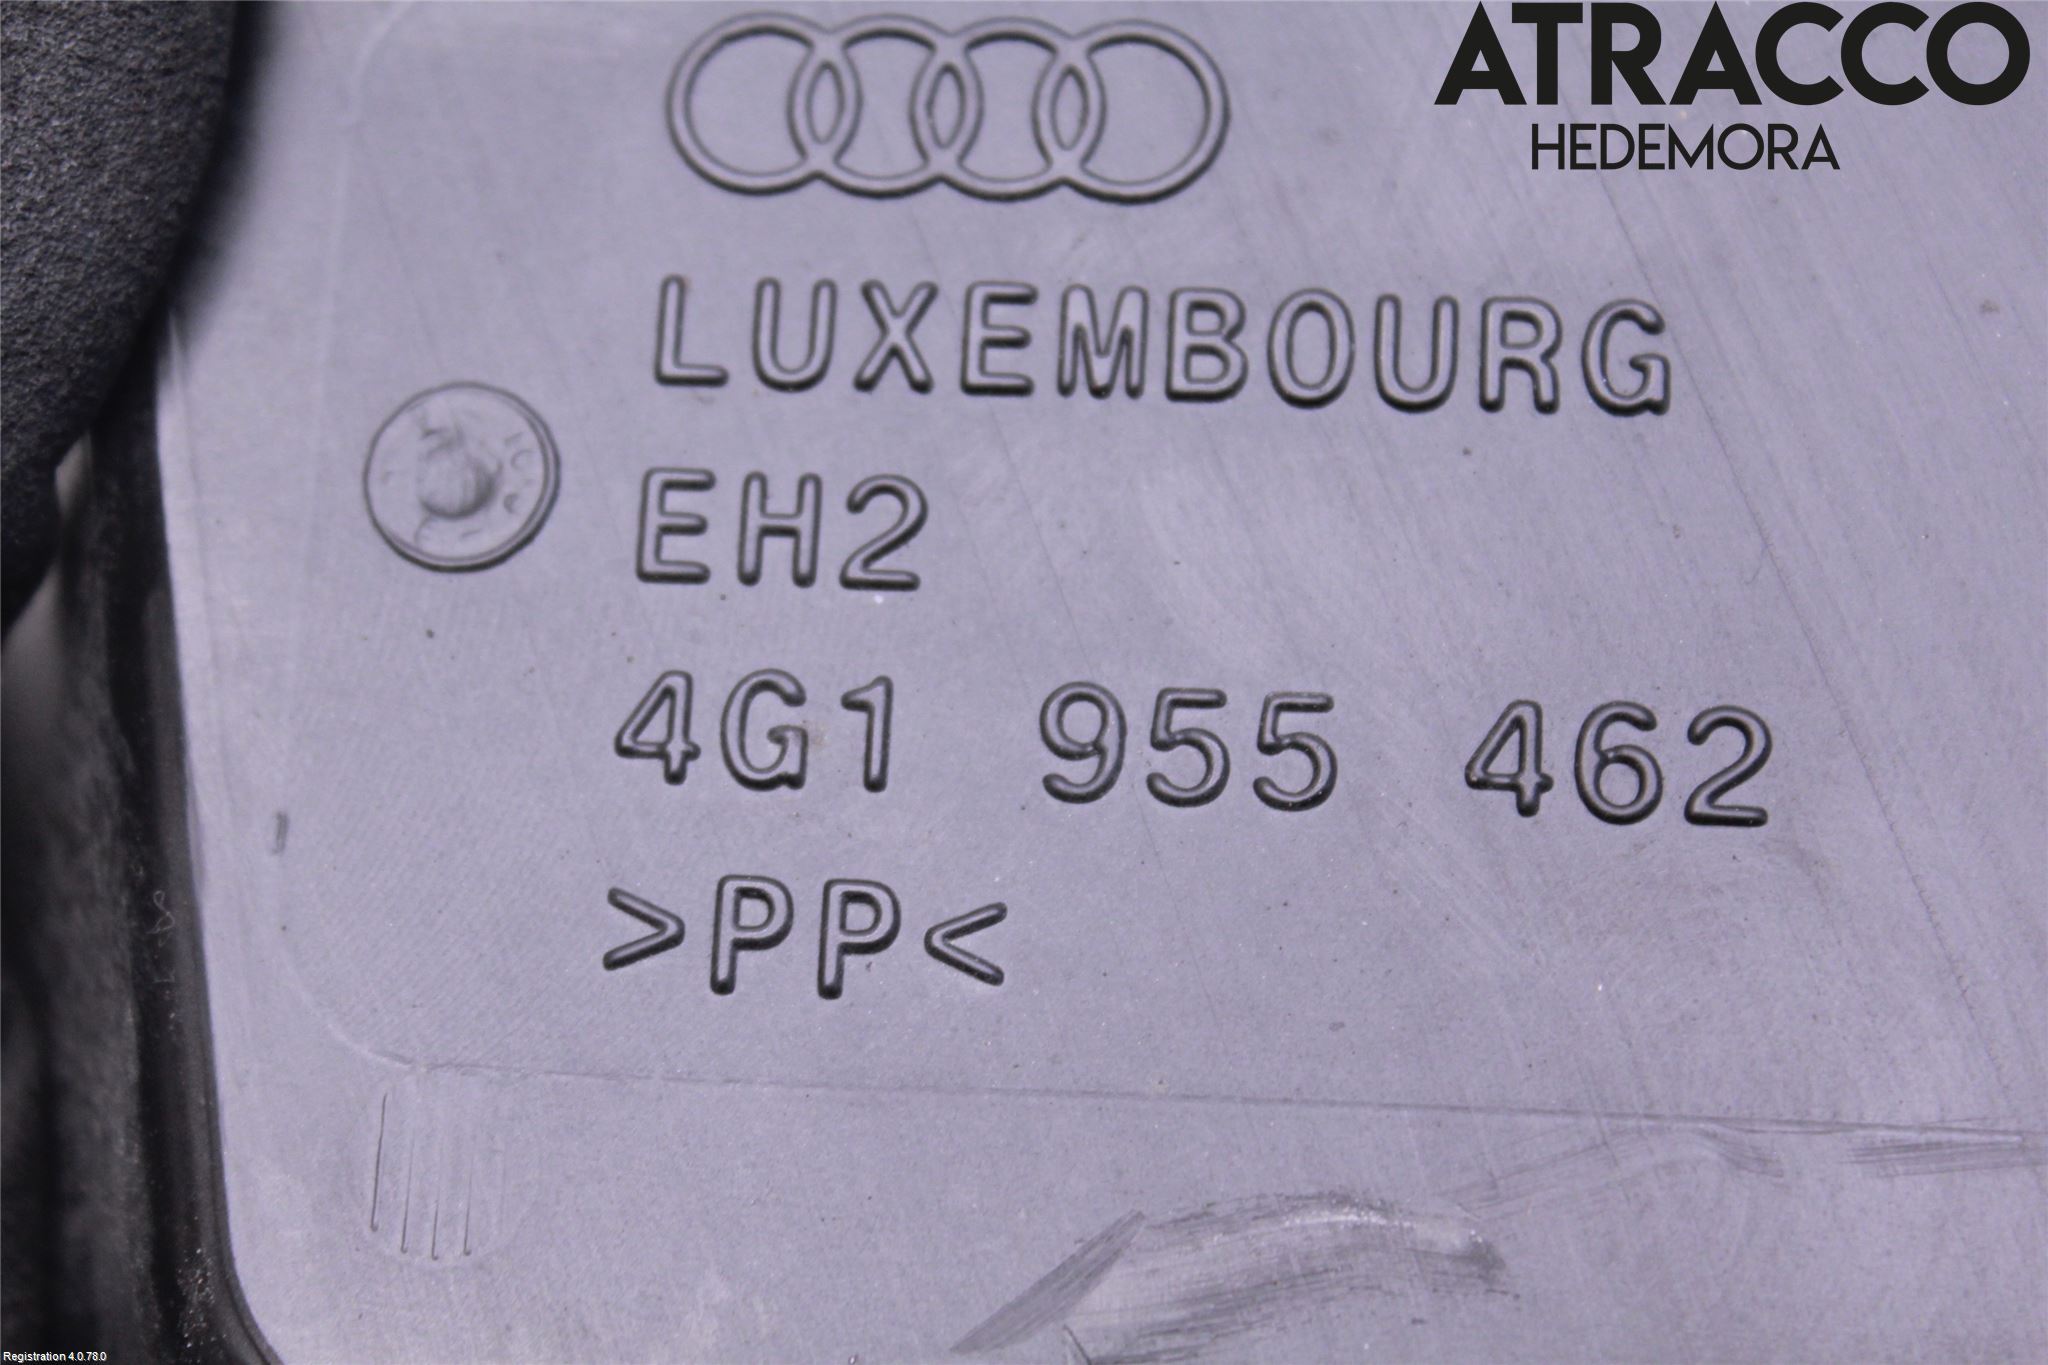 ATRACCO
HEDEMORA
LUXEMBOURG
EH2
4G1 955 462
>PP<
Registration 4.0.78.0